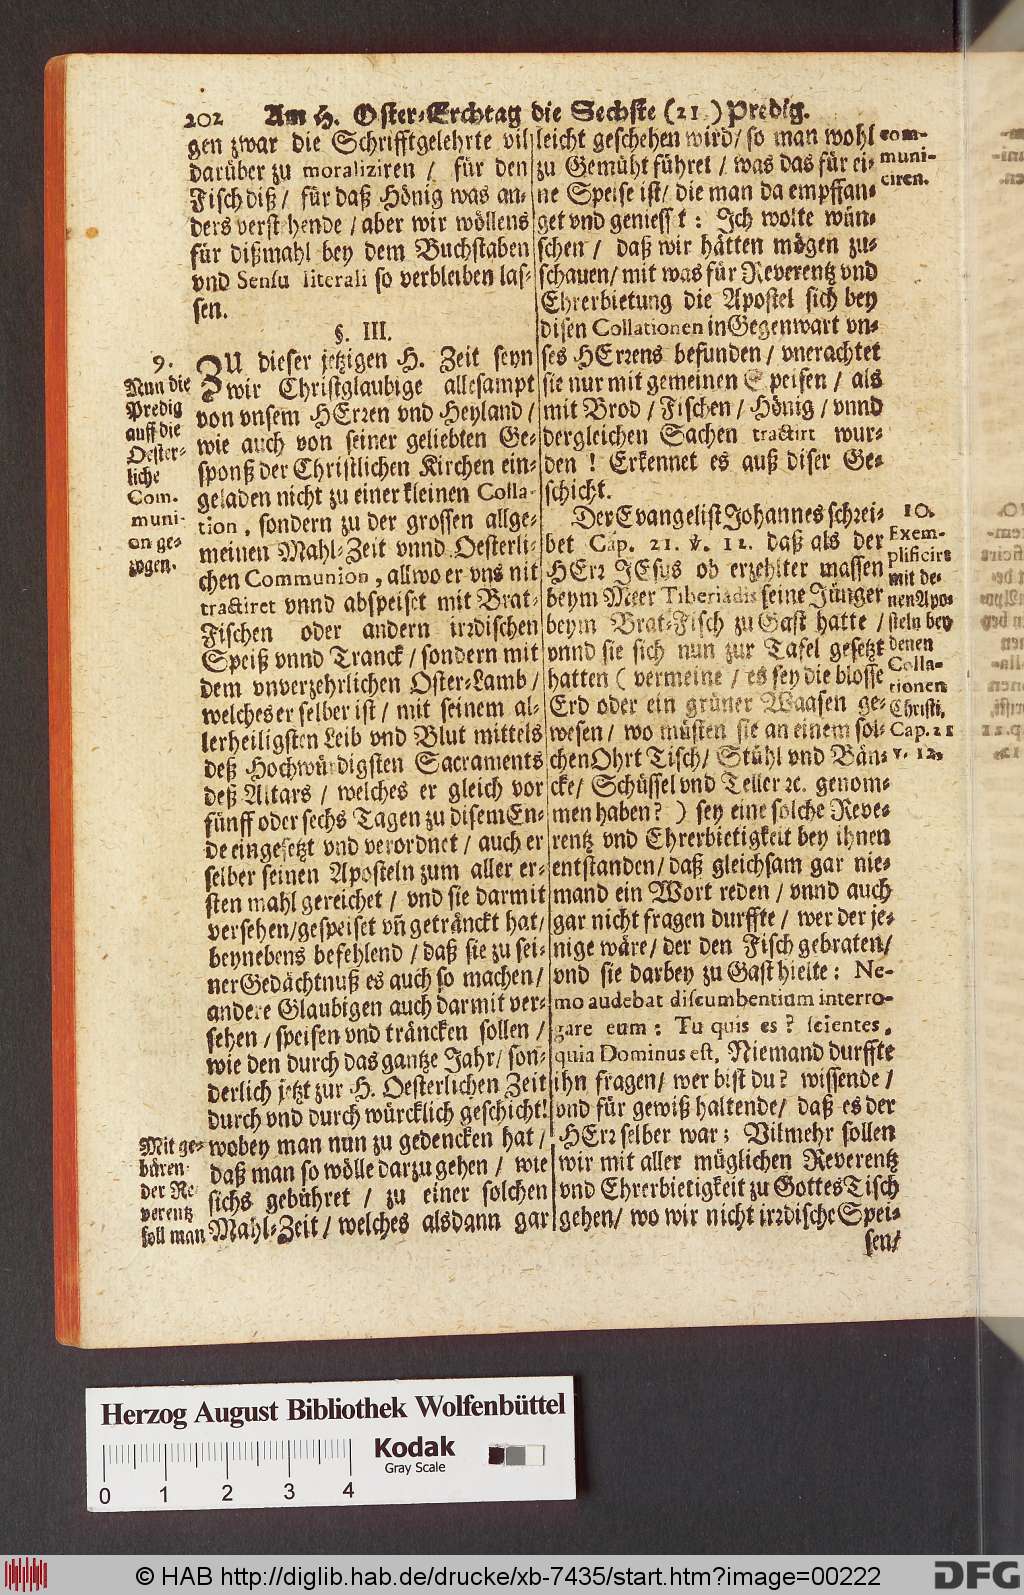 202 Am H. Oster-Erchtag die Sechste (21.) Predig.
gen zwar die Schrifftgelehrte vil
darüber zu moraliziren / für den
Fisch diß / für daß Hönig was an-
ders verstehende / aber wir wöllens
für dißmahl bey dem Buchstaben
vnd Sensu literali so verbleiben las-
sen.
§. III.
9.
Nun die
Predig
auff die
Oester-
liche
Com-
muni-
on ge-
zogen.
ZU dieser jetzigen H. Zeit seyn
wir Christglaubige allesampt
von vnsem HErren vnd Heyland /
wie auch von seiner geliebten Ge-
sponß der Christlichen Kirchen ein-
geladen nicht zu einer kleinen Colla-
tion, sondern zu der grossen allge-
meinen Mahl-Zeit vnnd Oesterli-
chen Communion, allwo er vns nit
tractiret vnnd abspeiset mit Brat-
Fischen oder andern irrdischen
Speiß vnnd Tranck / sondern mit
dem vnverzehrlichen Oster-Lamb /
welches er selber ist / mit seinem al-
lerheiligsten Leib vnd Blut mittels
deß Hochwürdigsten Sacraments
deß Altars / welches er gleich vor
fünff oder sechs Tagen zu disem En-
de eingesetzt vnd verordnet / auch er
selber seinen Aposteln zum aller er-
sten mahl gereichet / vnd sie darmit
versehen/gespeiset vñ getränckt hat/
beynebens befehlend / daß sie zu sei-
ner Gedächtnuß es auch so machen /
andere Glaubigen auch darmit ver-
sehen / speisen vnd träncken sollen /
wie den durch das gantze Jahr/ son-
derlich jetzt zur H. Oesterlichen Zeit
durch vnd durch würcklich geschicht!
wobey man nun zu gedencken hat /
daß man so wölle darzu gehen / wie
sichs gebühret / zu einer solchen
Mahl-Zeit / welches alsdann gar
Mit ge-
büren
der Re
verentz
soll man
leicht geschehen wird/ so man wohl
zu Gemüht führet / was das für ei-
ne Speise ist/ die man da empffan-
get vnd geniesst : Ich wolte wün-
schen / daß wir hätten mögen zu-
schauen/ mit was für Reverentz vnd
Ehrerbietung die Apostel sich bey
disen Collationen in Gegenwart vn-
ses HErrens befunden / vnerachtet
sie nur mit gemeinen Speisen / als
mit Brod / Fischen / Hönig / vnnd
dergleichen Sachen tractirt wur-
den ! Erkennet es auß diser Ge-
schicht.
Der Evangelist Johannes schrei-
bet Cap. 21. v. 12. daß als der
HErr JEsus ob erzehlter massen
beym Meer Tiberiadis seine Jünger
beym Brat-Fisch zu Gast hatte /
vnnd sie sich nun zur Tafel gesetzt
hatten ( vermeine / es sey die blosse
Erd oder ein grüner Waasen ge-
wesen / wo müsten sie an einem sol-
chen Ohrt Tisch/ Stühl vnd Bän-
cke/ Schüssel vnd Teller ꝛc. genom-
men haben? ) sey eine solche Reve-
rentz vnd Ehrerbietigkeit bey ihnen
entstanden/ daß gleichsam gar nie-
mand ein Wort reden / vnnd auch
gar nicht fragen durffte / wer der je-
nige wäre/ der den Fisch gebraten/
vnd sie darbey zu Gast hielte: Ne-
mo audebat discumbentium interro-
gare eum: Tu quis es? scientes,
quia Dominus est, Niemand durffte
ihn fragen/ wer bist du? wissende /
vnd für gewiß haltende/ daß es der
HErr selber war; Vilmehr sollen
wir mit aller müglichen Reverentz
vnd Ehrerbietigkeit zu Gottes Tisch
gehen/ wo wir nicht irrdische Spei-
sen/
com-
muni-
ciren.
10.
Exem-
plificirt
mit de-
nen Apo-
steln bey
denen
Colla-
tionen
Christi,
Cap. 21
v. 12.
Herzog August Bibliothek Wolfenbüttel
Kodak
Gray Scale
0 1 2 3 4
© HAB http://diglib.hab.de/drucke/xb-7435/start.htm?image=00222
DFG